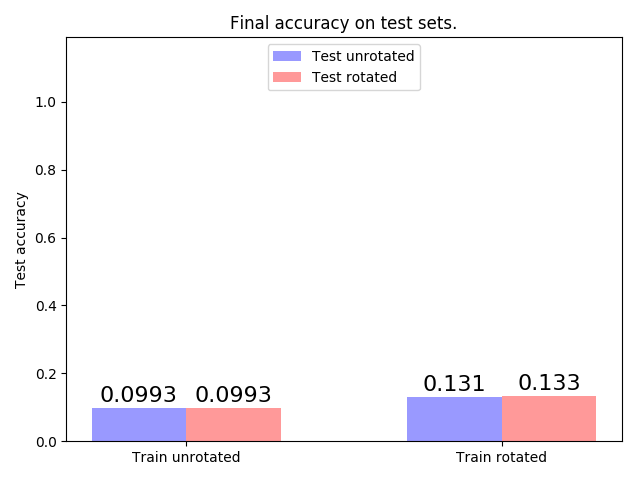 Final accuracy on test sets.
Test unrotated
Test rotated
Test accuracy
1.0
0.8
0.6
0.4
0.2
0.0
0.0993
0.0993
0.131
0.133
Train unrotated
Train rotated